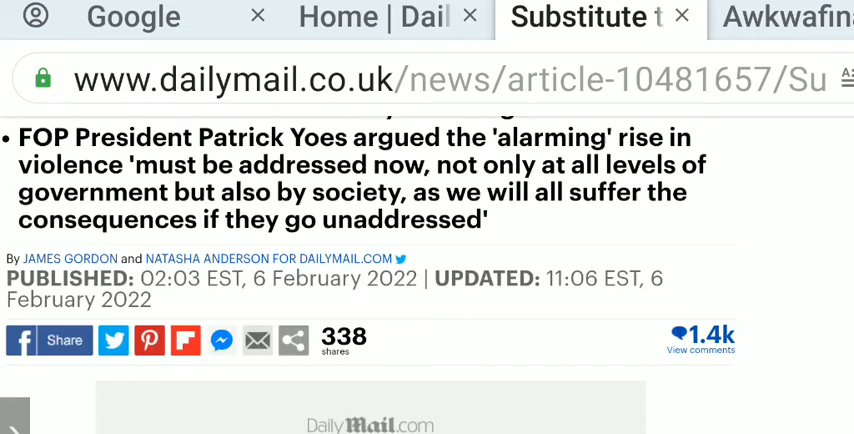 Google × Home | Dail × Substitute t × Awkwafina
www.dailymail.co.uk/news/article-10481657/Su
• FOP President Patrick Yoes argued the 'alarming' rise in
violence 'must be addressed now, not only at all levels of
government but also by society, as we will all suffer the
consequences if they go unaddressed'
By JAMES GORDON and NATASHA ANDERSON FOR DAILYMAIL.COM
PUBLISHED: 02:03 EST, 6 February 2022 | UPDATED: 11:06 EST, 6
February 2022
f Share 338
shares
1.4k
View comments
DailyMail.com